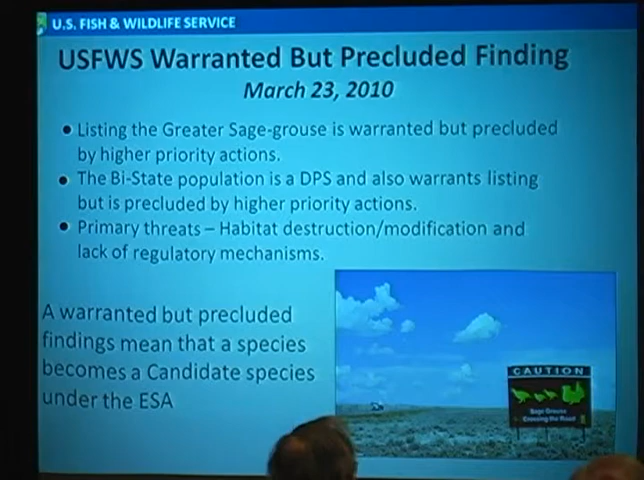 U.S. FISH & WILDLIFE SERVICE
USFWS Warranted But Precluded Finding
March 23, 2010
• Listing the Greater Sage-grouse is warranted but precluded
by higher priority actions.
• The Bi-State population is a DPS and also warrants listing
but is precluded by higher priority actions.
• Primary threats – Habitat destruction/modification and
lack of regulatory mechanisms.
A warranted but precluded
findings mean that a species
becomes a Candidate species
under the ESA
CAUTION
Sage Grouse
Crossing the Road